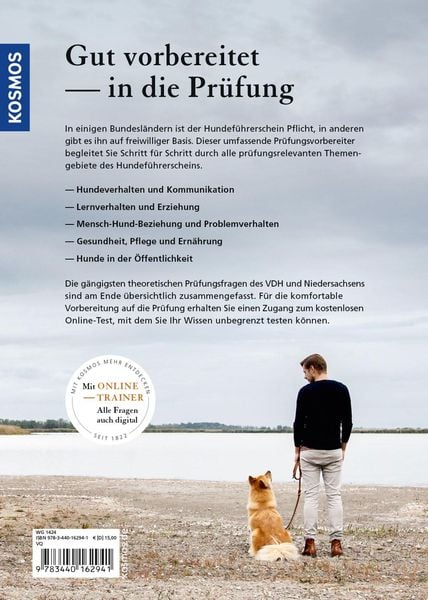 KOSMOS
Gut vorbereitet
— in die Prüfung
In einigen Bundesländern ist der Hundeführerschein Pflicht, in anderen
gibt es ihn auf freiwilliger Basis. Dieser umfassende Prüfungsvorbereiter
begleitet Sie Schritt für Schritt durch alle prüfungsrelevanten Themen-
gebiete des Hundeführerscheins.
— Hundeverhalten und Kommunikation
— Lernverhalten und Erziehung
— Mensch-Hund-Beziehung und Problemverhalten
— Gesundheit, Pflege und Ernährung
— Hunde in der Öffentlichkeit
Die gängigsten theoretischen Prüfungsfragen des VDH und Niedersachsens
sind am Ende übersichtlich zusammengefasst. Für die komfortable
Vorbereitung auf die Prüfung erhalten Sie einen Zugang zum kostenlosen
Online-Test, mit dem Sie Ihr Wissen unbegrenzt testen können.
MIT KOSMOS MEHR ENTDECKEN
Mit ONLINE
— TRAINER
Alle Fragen
auch digital
SEIT 1822
WG 1424
ISBN 978-3-440-16294-1 € [D] 15,00
VQ
9 783440 162941